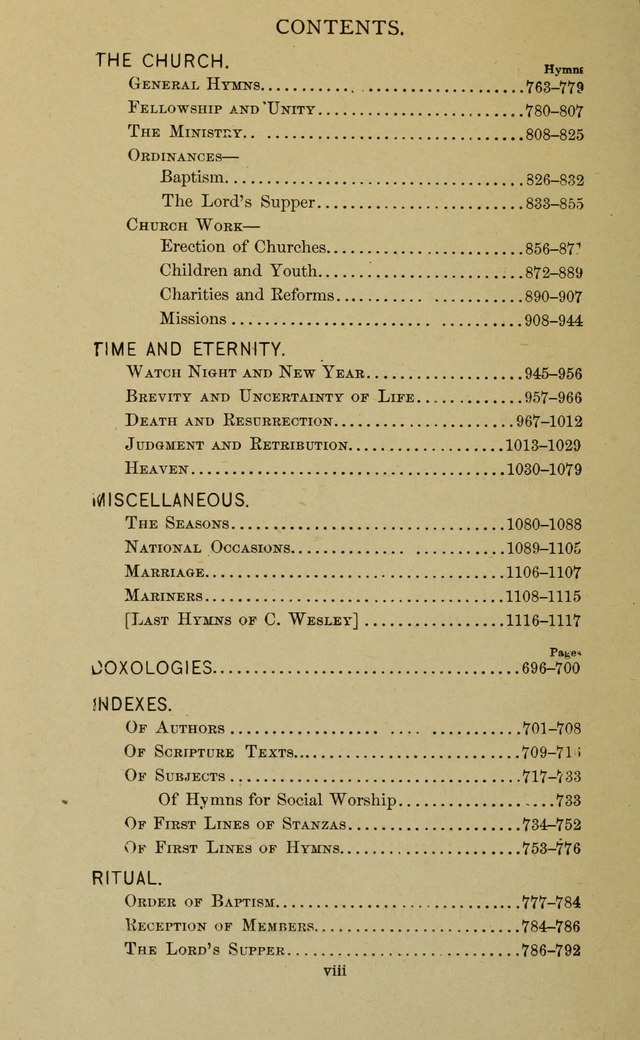 CONTENTS.
THE CHURCH.
Hymns
GENERAL HYMNS....................................763–779
FELLOWSHIP AND UNITY............................780–807
THE MINISTRY.....................................808–825
ORDINANCES—
Baptism..........................................826–832
The Lord's Supper................................833–855
CHURCH WORK—
Erection of Churches.............................856–
Children and Youth...............................872–889
Charities and Reforms............................890–907
Missions.........................................908–944
TIME AND ETERNITY.
WATCH NIGHT AND NEW YEAR.........................945–956
BREVITY AND UNCERTAINTY OF LIFE..................957–966
DEATH AND RESURRECTION...........................967–1012
JUDGMENT AND RETRIBUTION.........................1013–1029
HEAVEN...........................................1030–1079
MISCELLANEOUS.
THE SEASONS......................................1080–1088
NATIONAL OCCASIONS...............................1089–1105
MARRIAGE.........................................1106–1107
MARINERS.........................................1108–1115
[LAST HYMNS OF C. WESLEY]........................1116–1117
Pages
DOXOLOGIES.......................................696–700
INDEXES.
OF AUTHORS.......................................701–708
OF SCRIPTURE TEXTS...............................709–
OF SUBJECTS......................................717–733
Of Hymns for Social Worship......................733
OF FIRST LINES OF STANZAS........................734–752
OF FIRST LINES OF HYMNS..........................753–776
RITUAL.
ORDER OF BAPTISM.................................777–784
RECEPTION OF MEMBERS.............................784–786
THE LORD'S SUPPER................................786–792
viii